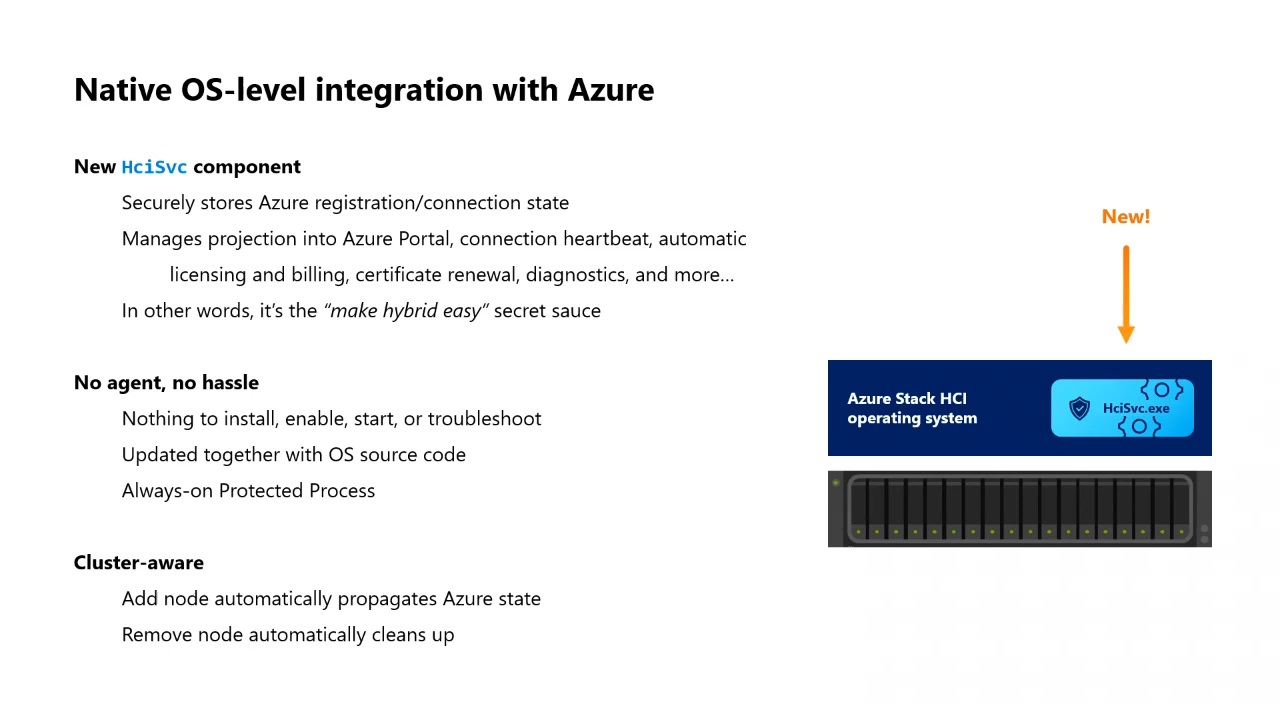 Native OS-level integration with Azure
New HciSvc component
Securely stores Azure registration/connection state
Manages projection into Azure Portal, connection heartbeat, automatic
licensing and billing, certificate renewal, diagnostics, and more…
In other words, it’s the “make hybrid easy” secret sauce
No agent, no hassle
Nothing to install, enable, start, or troubleshoot
Updated together with OS source code
Always-on Protected Process
Cluster-aware
Add node automatically propagates Azure state
Remove node automatically cleans up
New!
Azure Stack HCI
operating system
HciSvc.exe